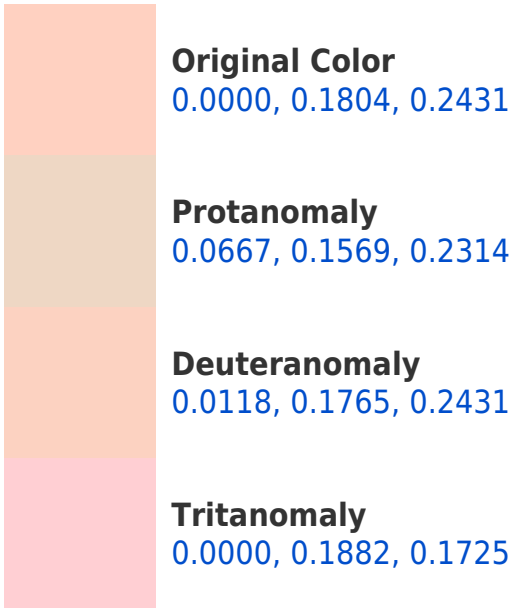 Original Color
0.0000, 0.1804, 0.2431
Protanomaly
0.0667, 0.1569, 0.2314
Deuteranomaly
0.0118, 0.1765, 0.2431
Tritanomaly
0.0000, 0.1882, 0.1725